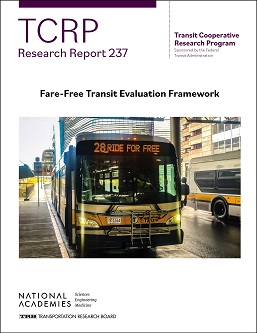 TCRP
Research Report 237
Transit Cooperative
Research Program
Sponsored by the Federal
Transit Administration
Fare-Free Transit Evaluation Framework
28 RIDE FOR FREE
NATIONAL
ACADEMIES
Sciences
Engineering
Medicine
TRB TRANSPORTATION RESEARCH BOARD